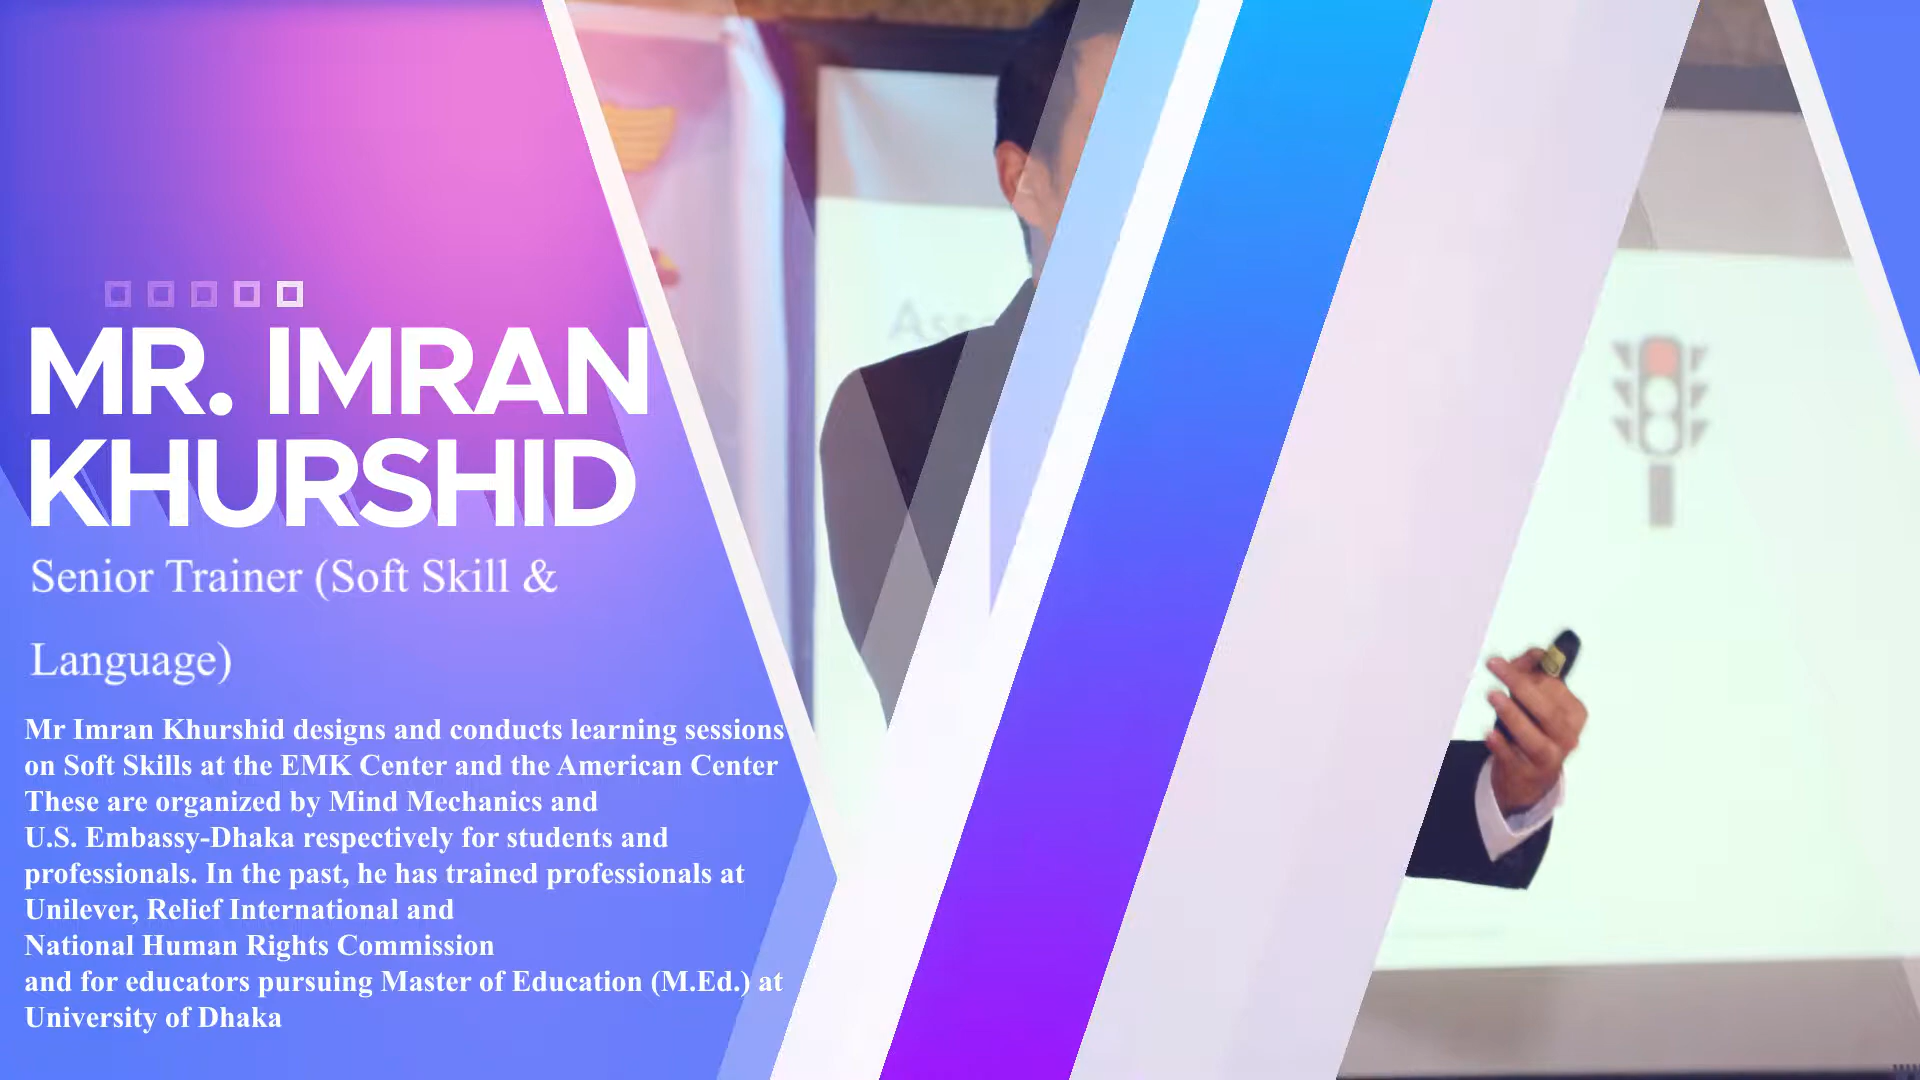 MR. IMRAN
KHURSHID
Senior Trainer (Soft Skill &
Language)
Mr Imran Khurshid designs and conducts learning sessions
on Soft Skills at the EMK Center and the American Center
These are organized by Mind Mechanics and
U.S. Embassy-Dhaka respectively for students and
professionals. In the past, he has trained professionals at
Unilever, Relief International and
National Human Rights Commission
and for educators pursuing Master of Education (M.Ed.) at
University of Dhaka